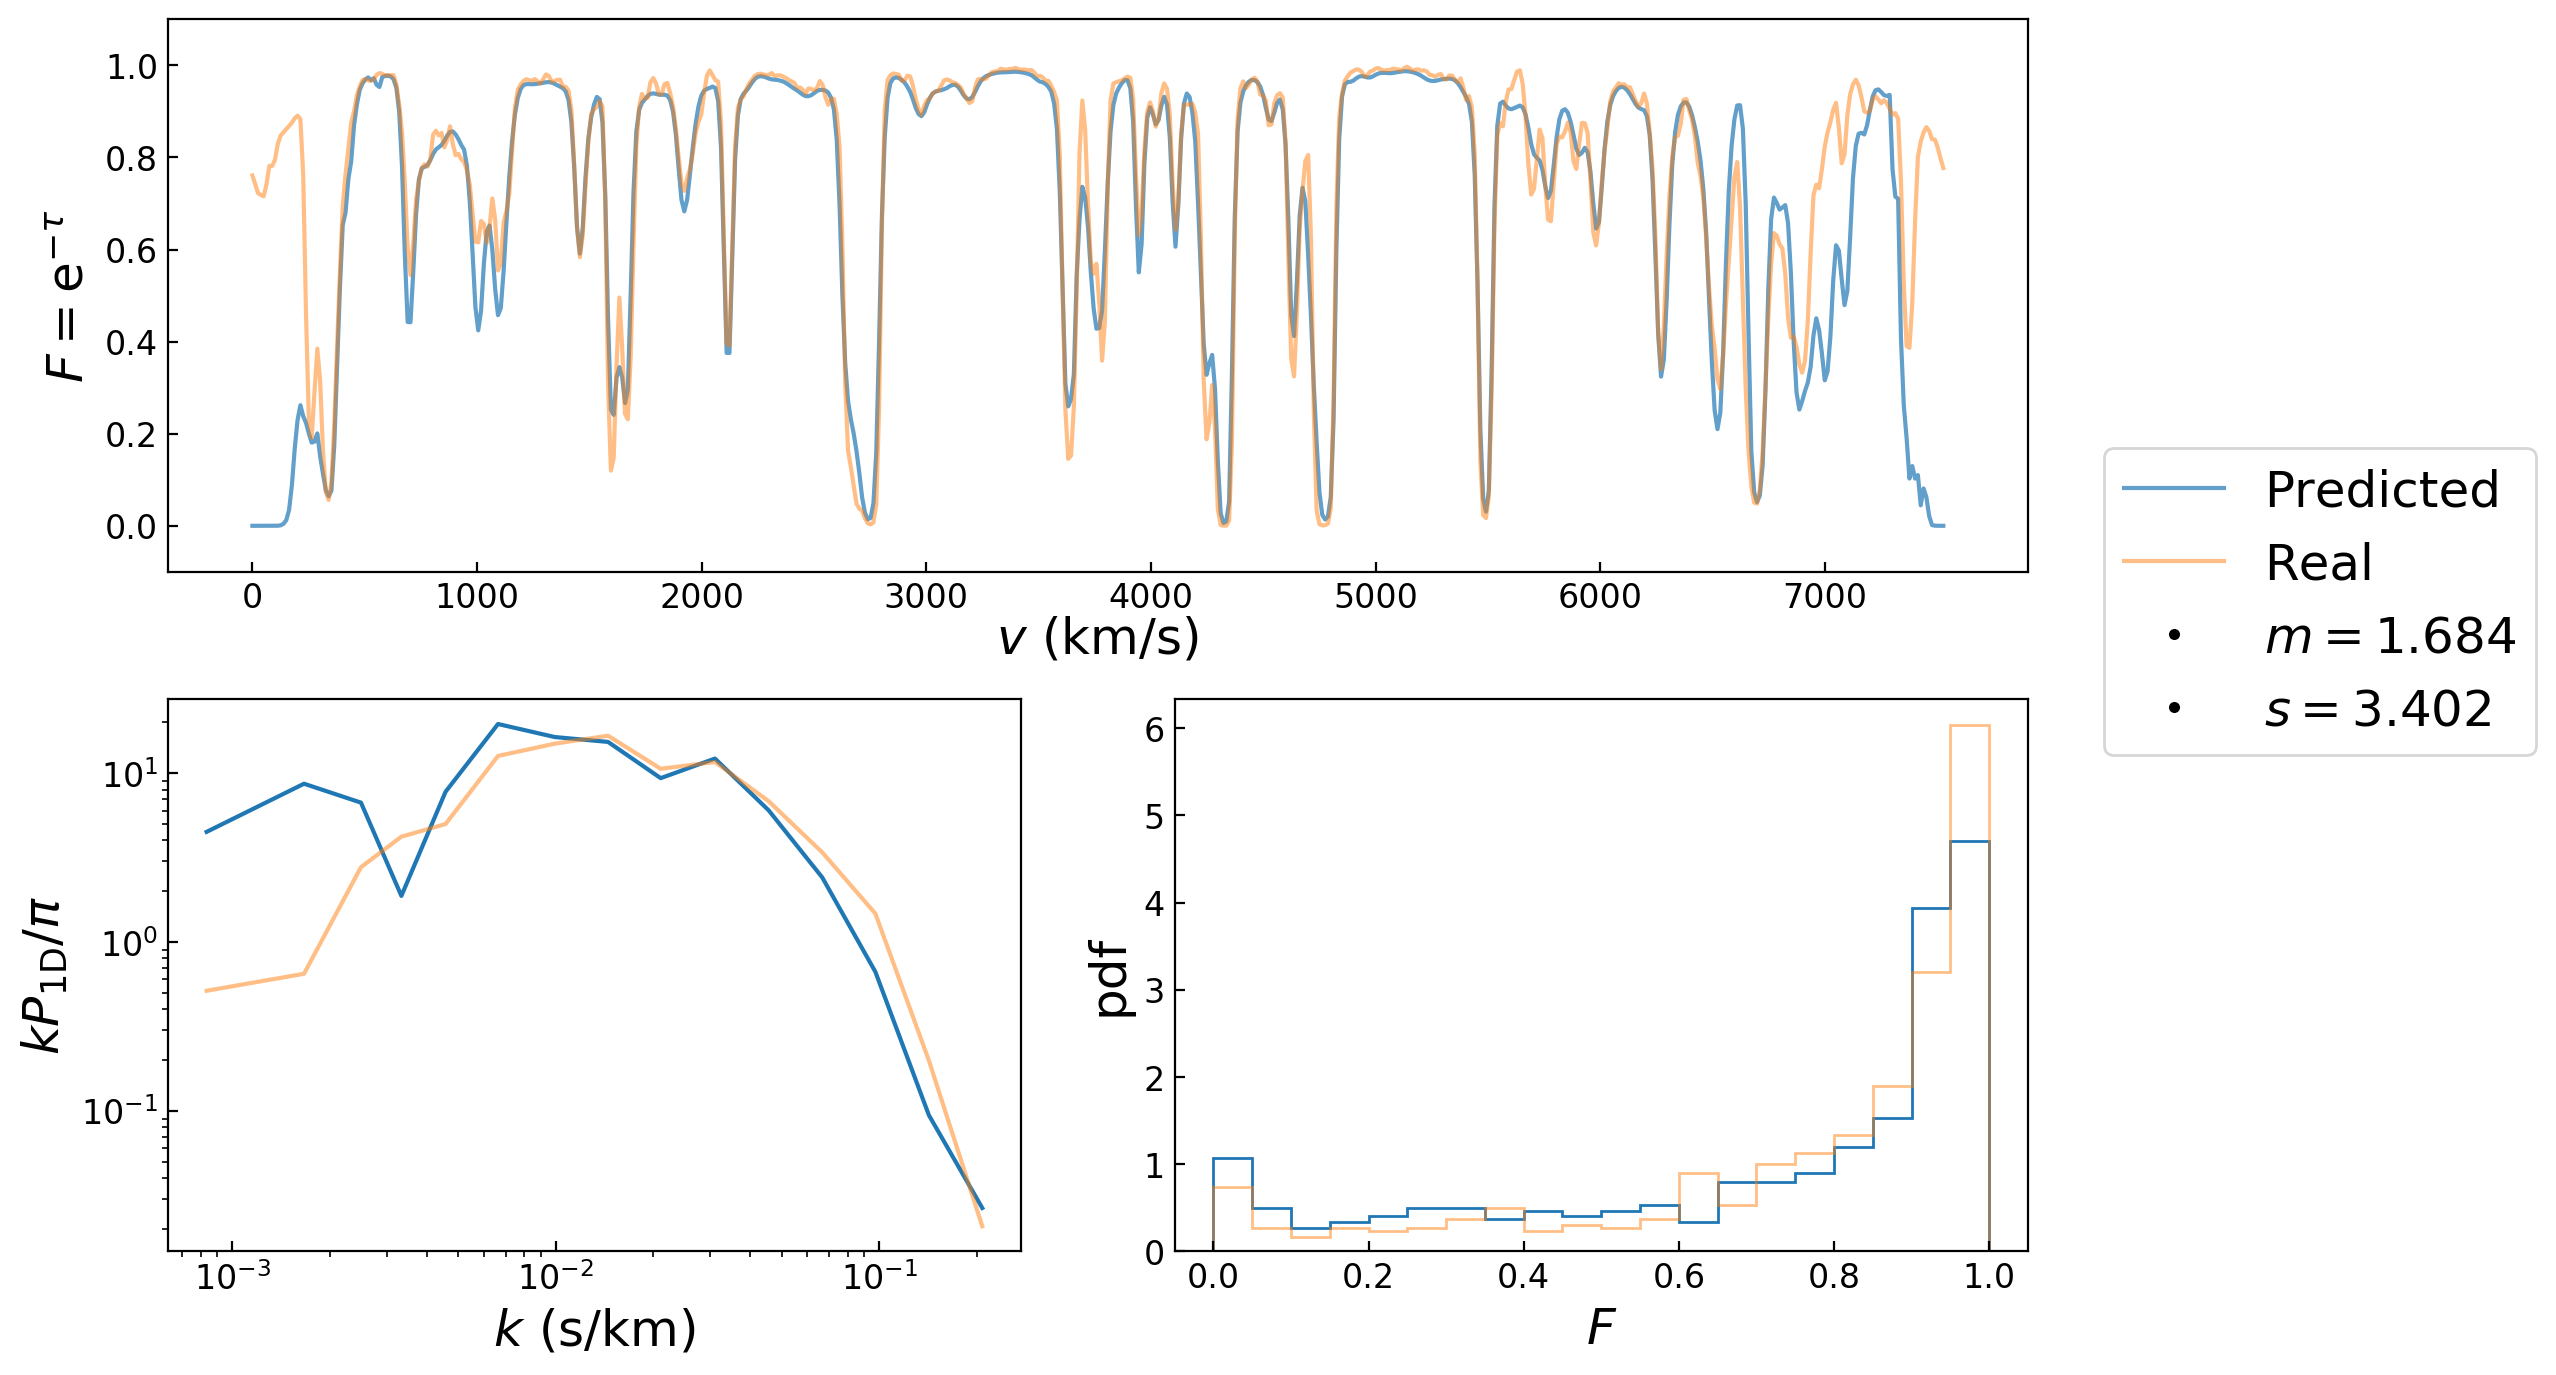 1.0
0.8
0.6
0.4
0.2
0.0
F = e^{−τ}
0 1000 2000 3000 4000 5000 6000 7000
v (km/s)
Predicted
Real
m = 1.684
s = 3.402
10^1
10^0
10^{−1}
kP_{1D}/π
10^{−3} 10^{−2} 10^{−1}
k (s/km)
6
5
4
3
2
1
0
pdf
0.0 0.2 0.4 0.6 0.8 1.0
F